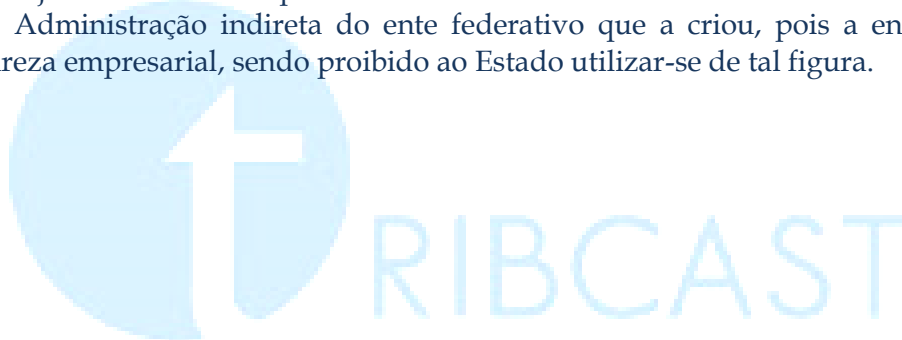 Administração indireta do ente federativo que a criou, pois a en
reza empresarial, sendo proibido ao Estado utilizar-se de tal figura.
RIBCAST